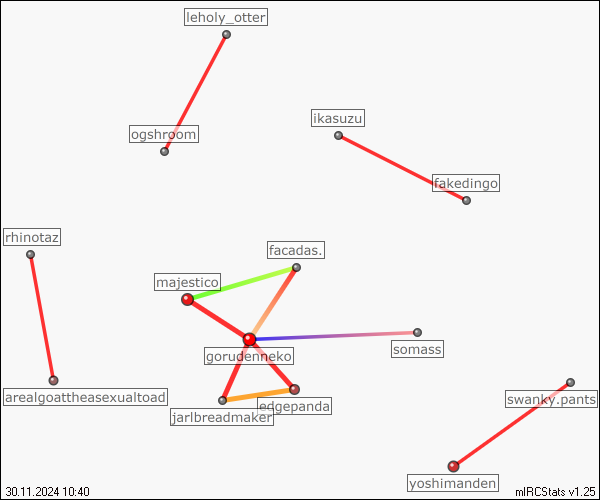 leholy_otter
ikasuzu
ogshroom
fakedingo
rhinotaz
facadas.
majestico
somass
gorudenneko
arealgoattheasexualtoad
swanky.pants
edgepanda
jarlbreadmaker
yoshimanden
30.11.2024 10:40
mIRCStats v1.25